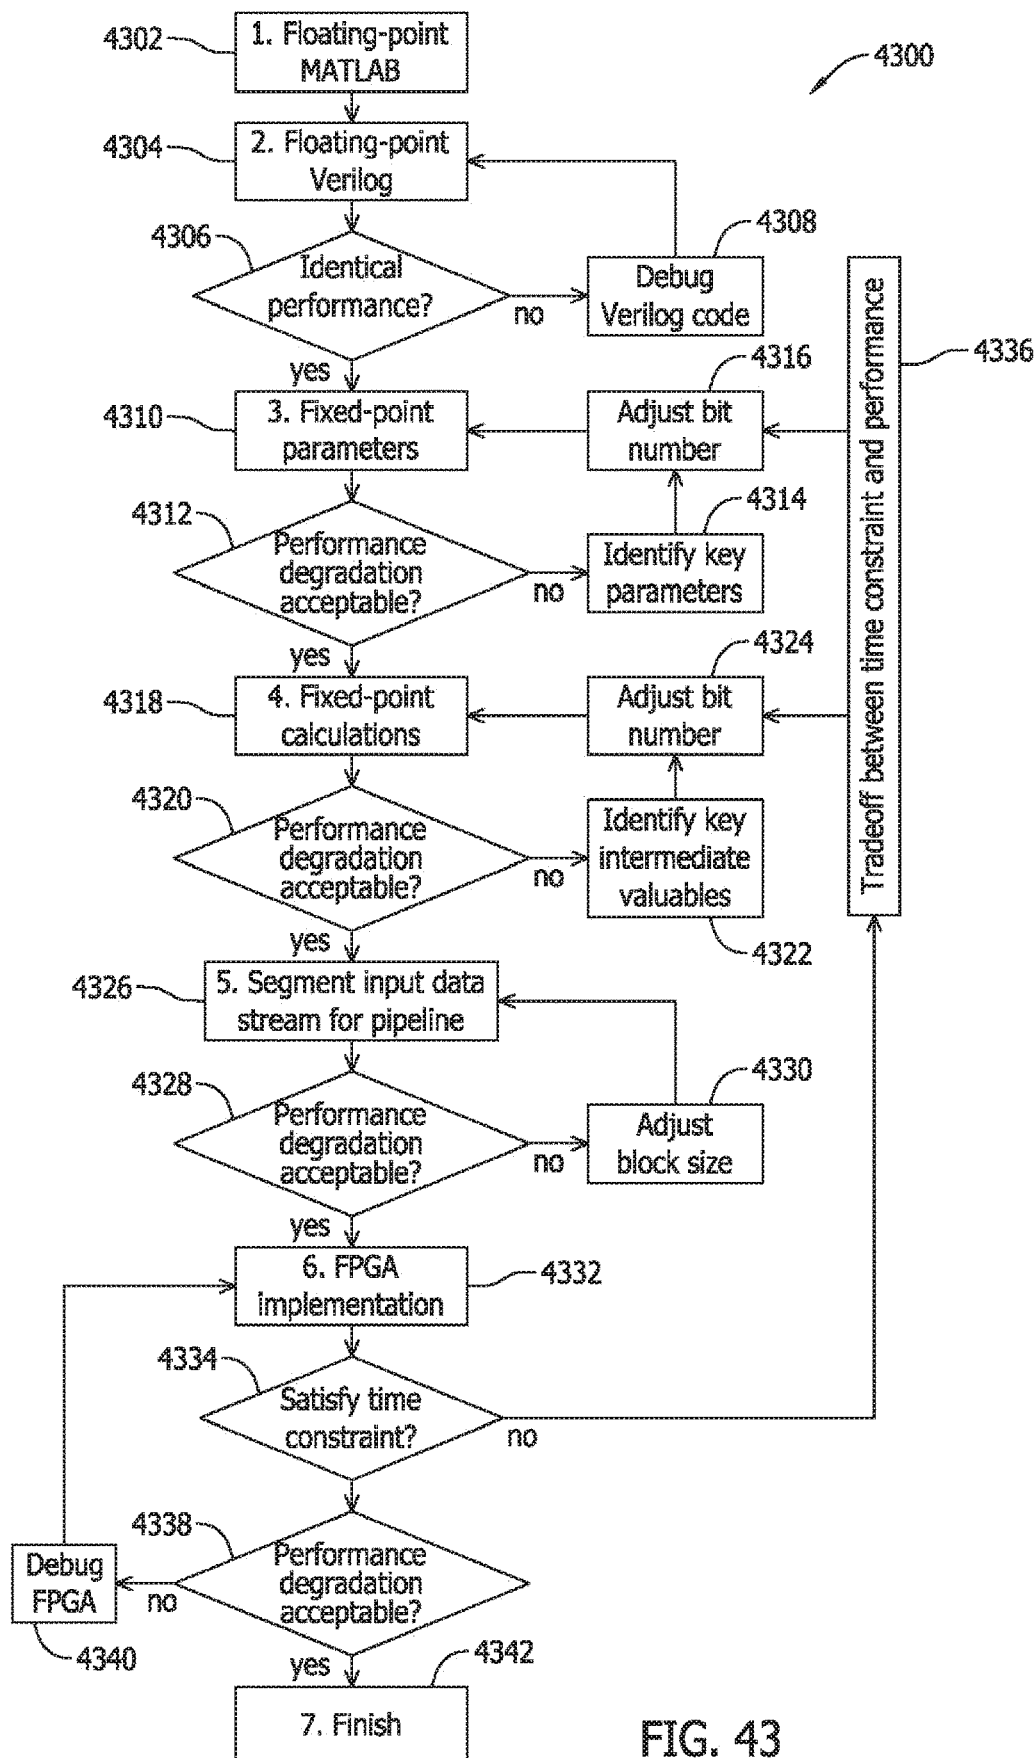 4302
1. Floating-point
MATLAB
4300
4304
2. Floating-point
Verilog
4306
Identical
performance?
no
4308
Debug
Verilog code
yes
4310
3. Fixed-point
parameters
4316
Adjust bit
number
4336
Tradeoff between time constraint and performance
4312
Performance
degradation
acceptable?
no
4314
Identify key
parameters
yes
4318
4. Fixed-point
calculations
4324
Adjust bit
number
4320
Performance
degradation
acceptable?
no
Identify key
intermediate
valuables
4322
yes
4326
5. Segment input data
stream for pipeline
4328
Performance
degradation
acceptable?
no
4330
Adjust
block size
yes
6. FPGA
implementation
4332
4334
Satisfy time
constraint?
no
4338
Performance
degradation
acceptable?
no
Debug
FPGA
4340
yes
4342
7. Finish
FIG. 43